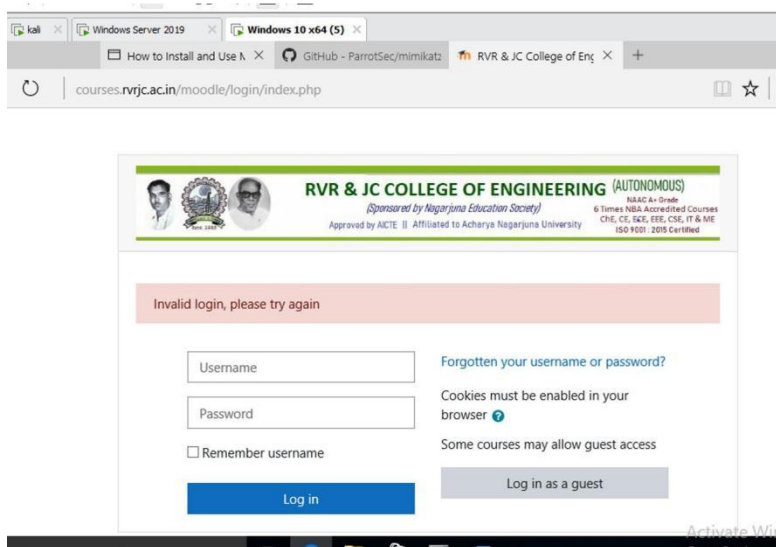 kali Windows Server 2019 Windows 10 x64 (5)
How to Install and Use N GitHub - ParrotSec/mimikatz RVR & JC College of Eng
courses.rvrjc.ac.in/moodle/login/index.php
RVR & JC COLLEGE OF ENGINEERING (AUTONOMOUS)
(Sponsored by Nagarjuna Education Society)
Approved by AICTE || Affiliated to Acharya Nagarjuna University
NAAC A+ Grade
6 Times NBA Accredited Courses
ChE, CE, ECE, EEE, CSE, IT & ME
ISO 9001 : 2015 Certified
Invalid login, please try again
Username
Password
Remember username
Log in
Forgotten your username or password?
Cookies must be enabled in your
browser
Some courses may allow guest access
Log in as a guest
Activate Wi